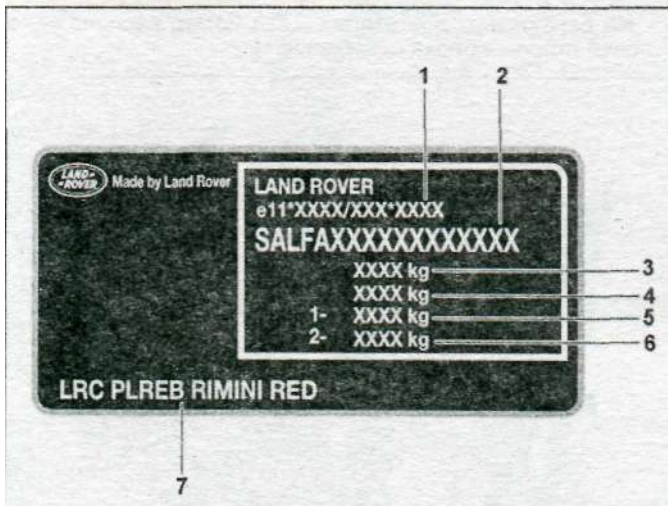 1 2
LAND-
-ROVER
Made by Land Rover
LAND ROVER
e11*XXXX/XXX*XXXX
SALFAXXXXXXXXXXXX
XXXX kg 3
XXXX kg 4
1- XXXX kg 5
2- XXXX kg 6
LRC PLREB RIMINI RED
7